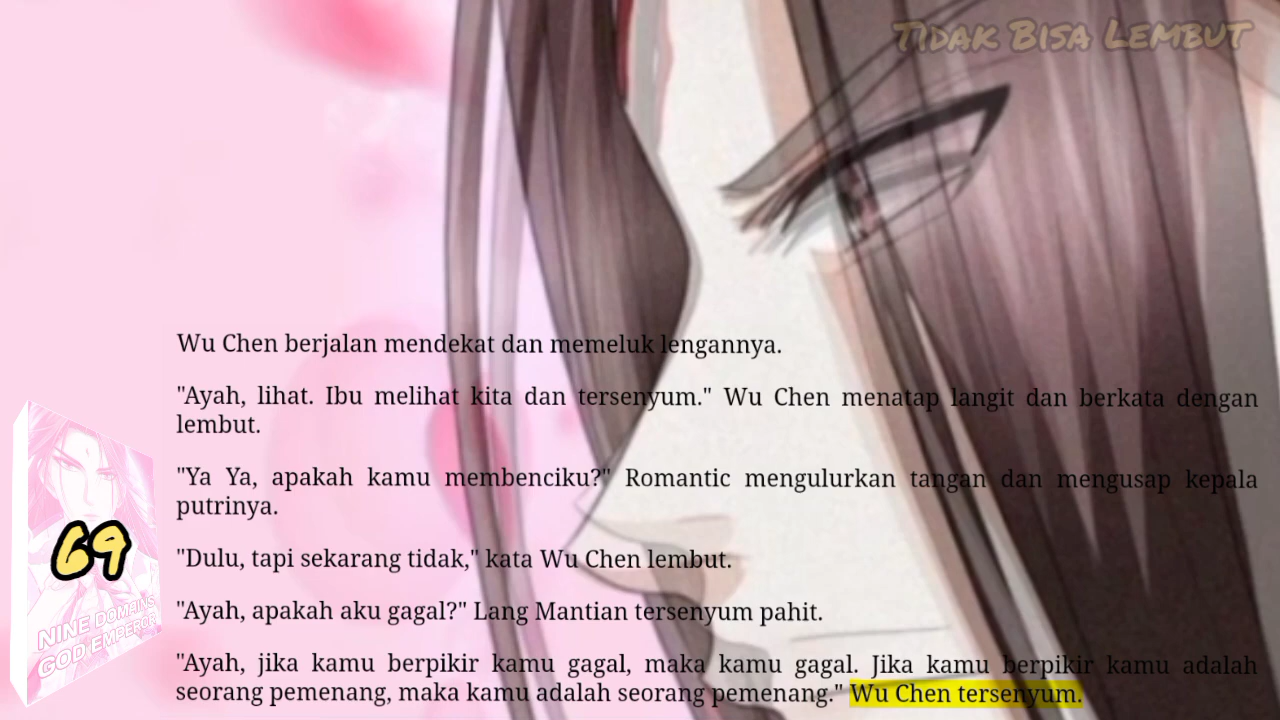 Tidak Bisa Lembut
Wu Chen berjalan mendekat dan memeluk lengannya.
"Ayah, lihat. Ibu melihat kita dan tersenyum." Wu Chen menatap langit dan berkata dengan
lembut.
"Ya Ya, apakah kamu membenciku?" Romantic mengulurkan tangan dan mengusap kepala
putrinya.
"Dulu, tapi sekarang tidak," kata Wu Chen lembut.
"Ayah, apakah aku gagal?" Lang Mantian tersenyum pahit.
"Ayah, jika kamu berpikir kamu gagal, maka kamu gagal. Jika kamu berpikir kamu adalah
seorang pemenang, maka kamu adalah seorang pemenang." Wu Chen tersenyum.
69
NINE DOMAINS
GOD EMPEROR